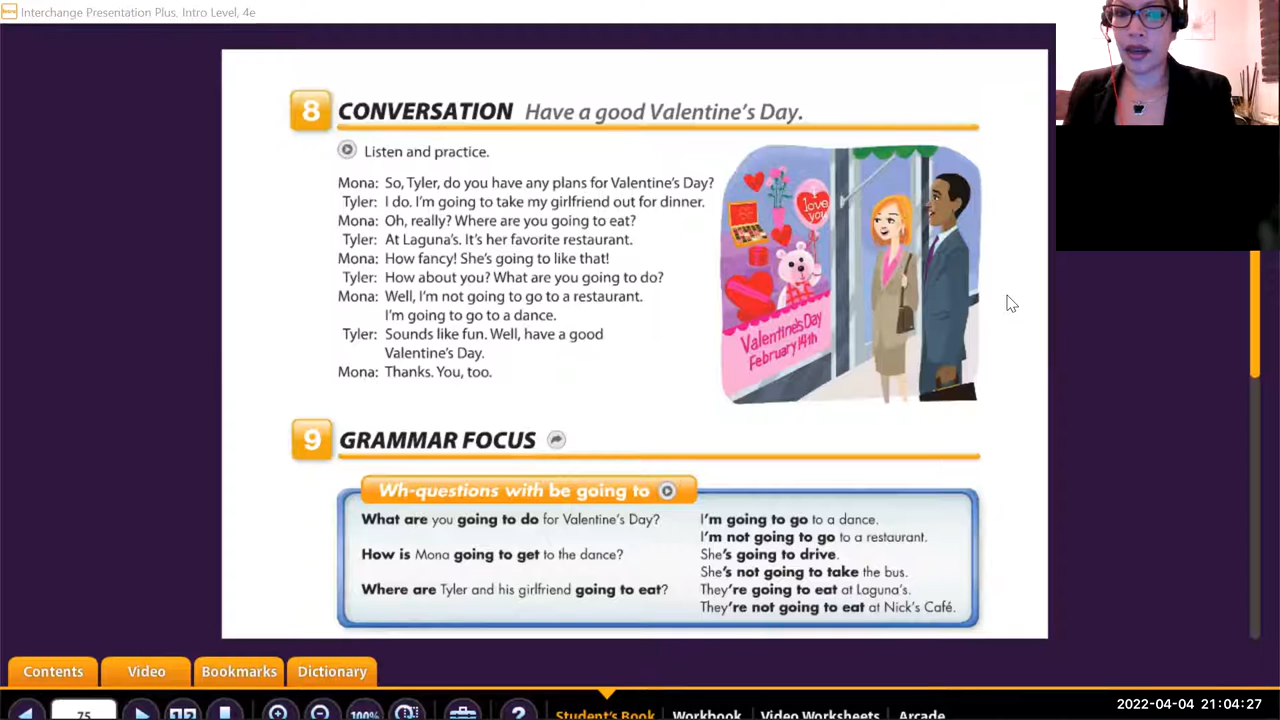 Interchange Presentation Plus, Intro Level, 4e
8 CONVERSATION Have a good Valentine's Day.
Listen and practice.
Mona: So, Tyler, do you have any plans for Valentine's Day?
Tyler: I do. I'm going to take my girlfriend out for dinner.
Mona: Oh, really? Where are you going to eat?
Tyler: At Laguna's. It's her favorite restaurant.
Mona: How fancy! She's going to like that!
Tyler: How about you? What are you going to do?
Mona: Well, I'm not going to go to a restaurant.
I'm going to go to a dance.
Tyler: Sounds like fun. Well, have a good
Valentine's Day.
Mona: Thanks. You, too.
I
love
you
Valentine's Day
February 14th
9 GRAMMAR FOCUS
Wh-questions with be going to
What are you going to do for Valentine's Day?
I'm going to go to a dance.
I'm not going to go to a restaurant.
How is Mona going to get to the dance?
She's going to drive.
She's not going to take the bus.
Where are Tyler and his girlfriend going to eat?
They're going to eat at Laguna's.
They're not going to eat at Nick's Café.
Contents Video Bookmarks Dictionary
75 100% ? Student's Book Workbook Video Worksheets Arcade
2022-04-04 21:04:27